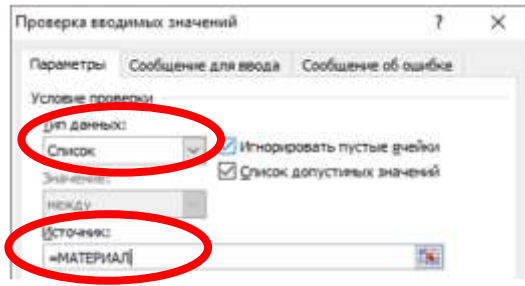 Проверка вводимых значений ? ×
Параметры Сообщение для ввода Сообщение об ошибке
Условие проверки
Тип данных:
Список Игнорировать пустые ячейки
Значение: Список допустимых значений
между
Источник:
=МАТЕРИАЛ